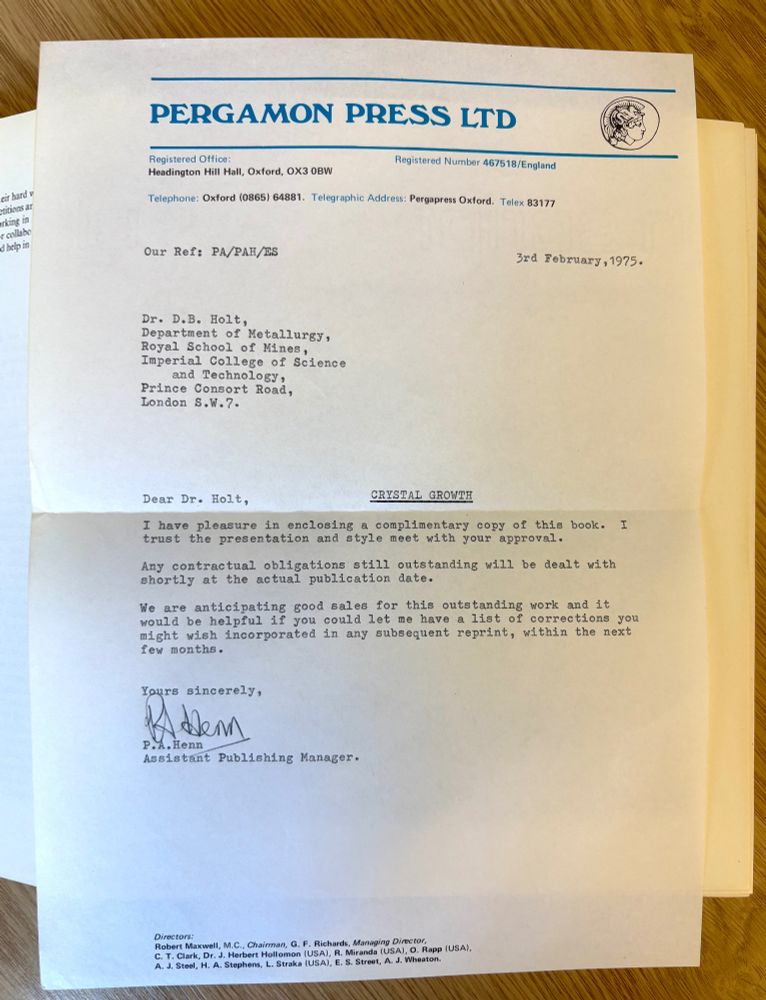 PERGAMON PRESS LTD
Registered Office:
Headington Hill Hall, Oxford, OX3 0BW
Registered Number 467518/England
Telephone: Oxford (0865) 64881. Telegraphic Address: Pergapress Oxford. Telex 83177
Our Ref: PA/PAH/ES
3rd February, 1975.
Dr. D.B. Holt,
Department of Metallurgy,
Royal School of Mines,
Imperial College of Science
and Technology,
Prince Consort Road,
London S.W.7.
Dear Dr. Holt,
CRYSTAL GROWTH
I have pleasure in enclosing a complimentary copy of this book. I
trust the presentation and style meet with your approval.
Any contractual obligations still outstanding will be dealt with
shortly at the actual publication date.
We are anticipating good sales for this outstanding work and it
would be helpful if you could let me have a list of corrections you
might wish incorporated in any subsequent reprint, within the next
few months.
Yours sincerely,
P.A.Henn
Assistant Publishing Manager.
Directors:
Robert Maxwell, M.C., Chairman, G. F. Richards, Managing Director,
C. T. Clark, Dr. J. Herbert Hollomon (USA), R. Miranda (USA), O. Rapp (USA),
A. J. Steel, H. A. Stephens, L. Straka (USA), E. S. Street, A. J. Wheaton.
hard
king in
help in